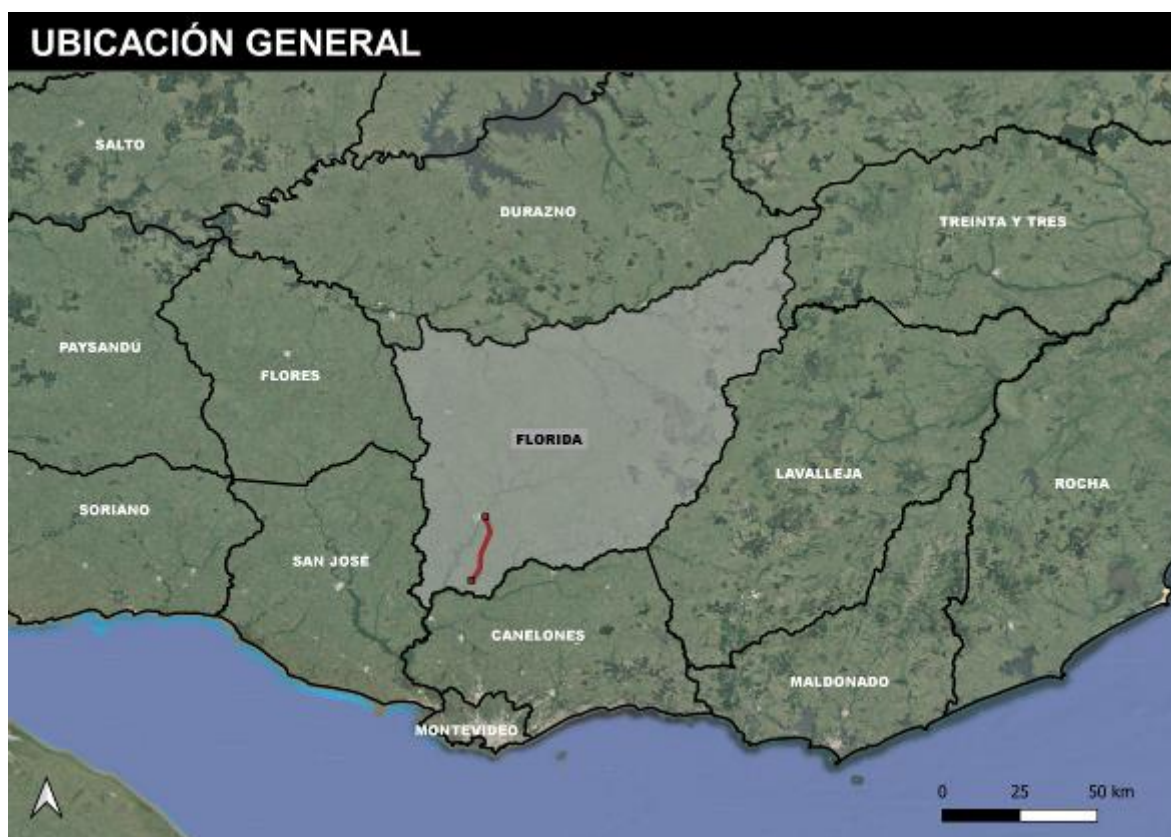 UBICACIÓN GENERAL
SALTO
DURAZNO
TREINTA Y TRES
PAYSANDÚ
FLORES
FLORIDA
LAVALLEJA
ROCHA
SORIANO
SAN JOSÉ
CANELONES
MALDONADO
MONTEVIDEO
0 25 50 km